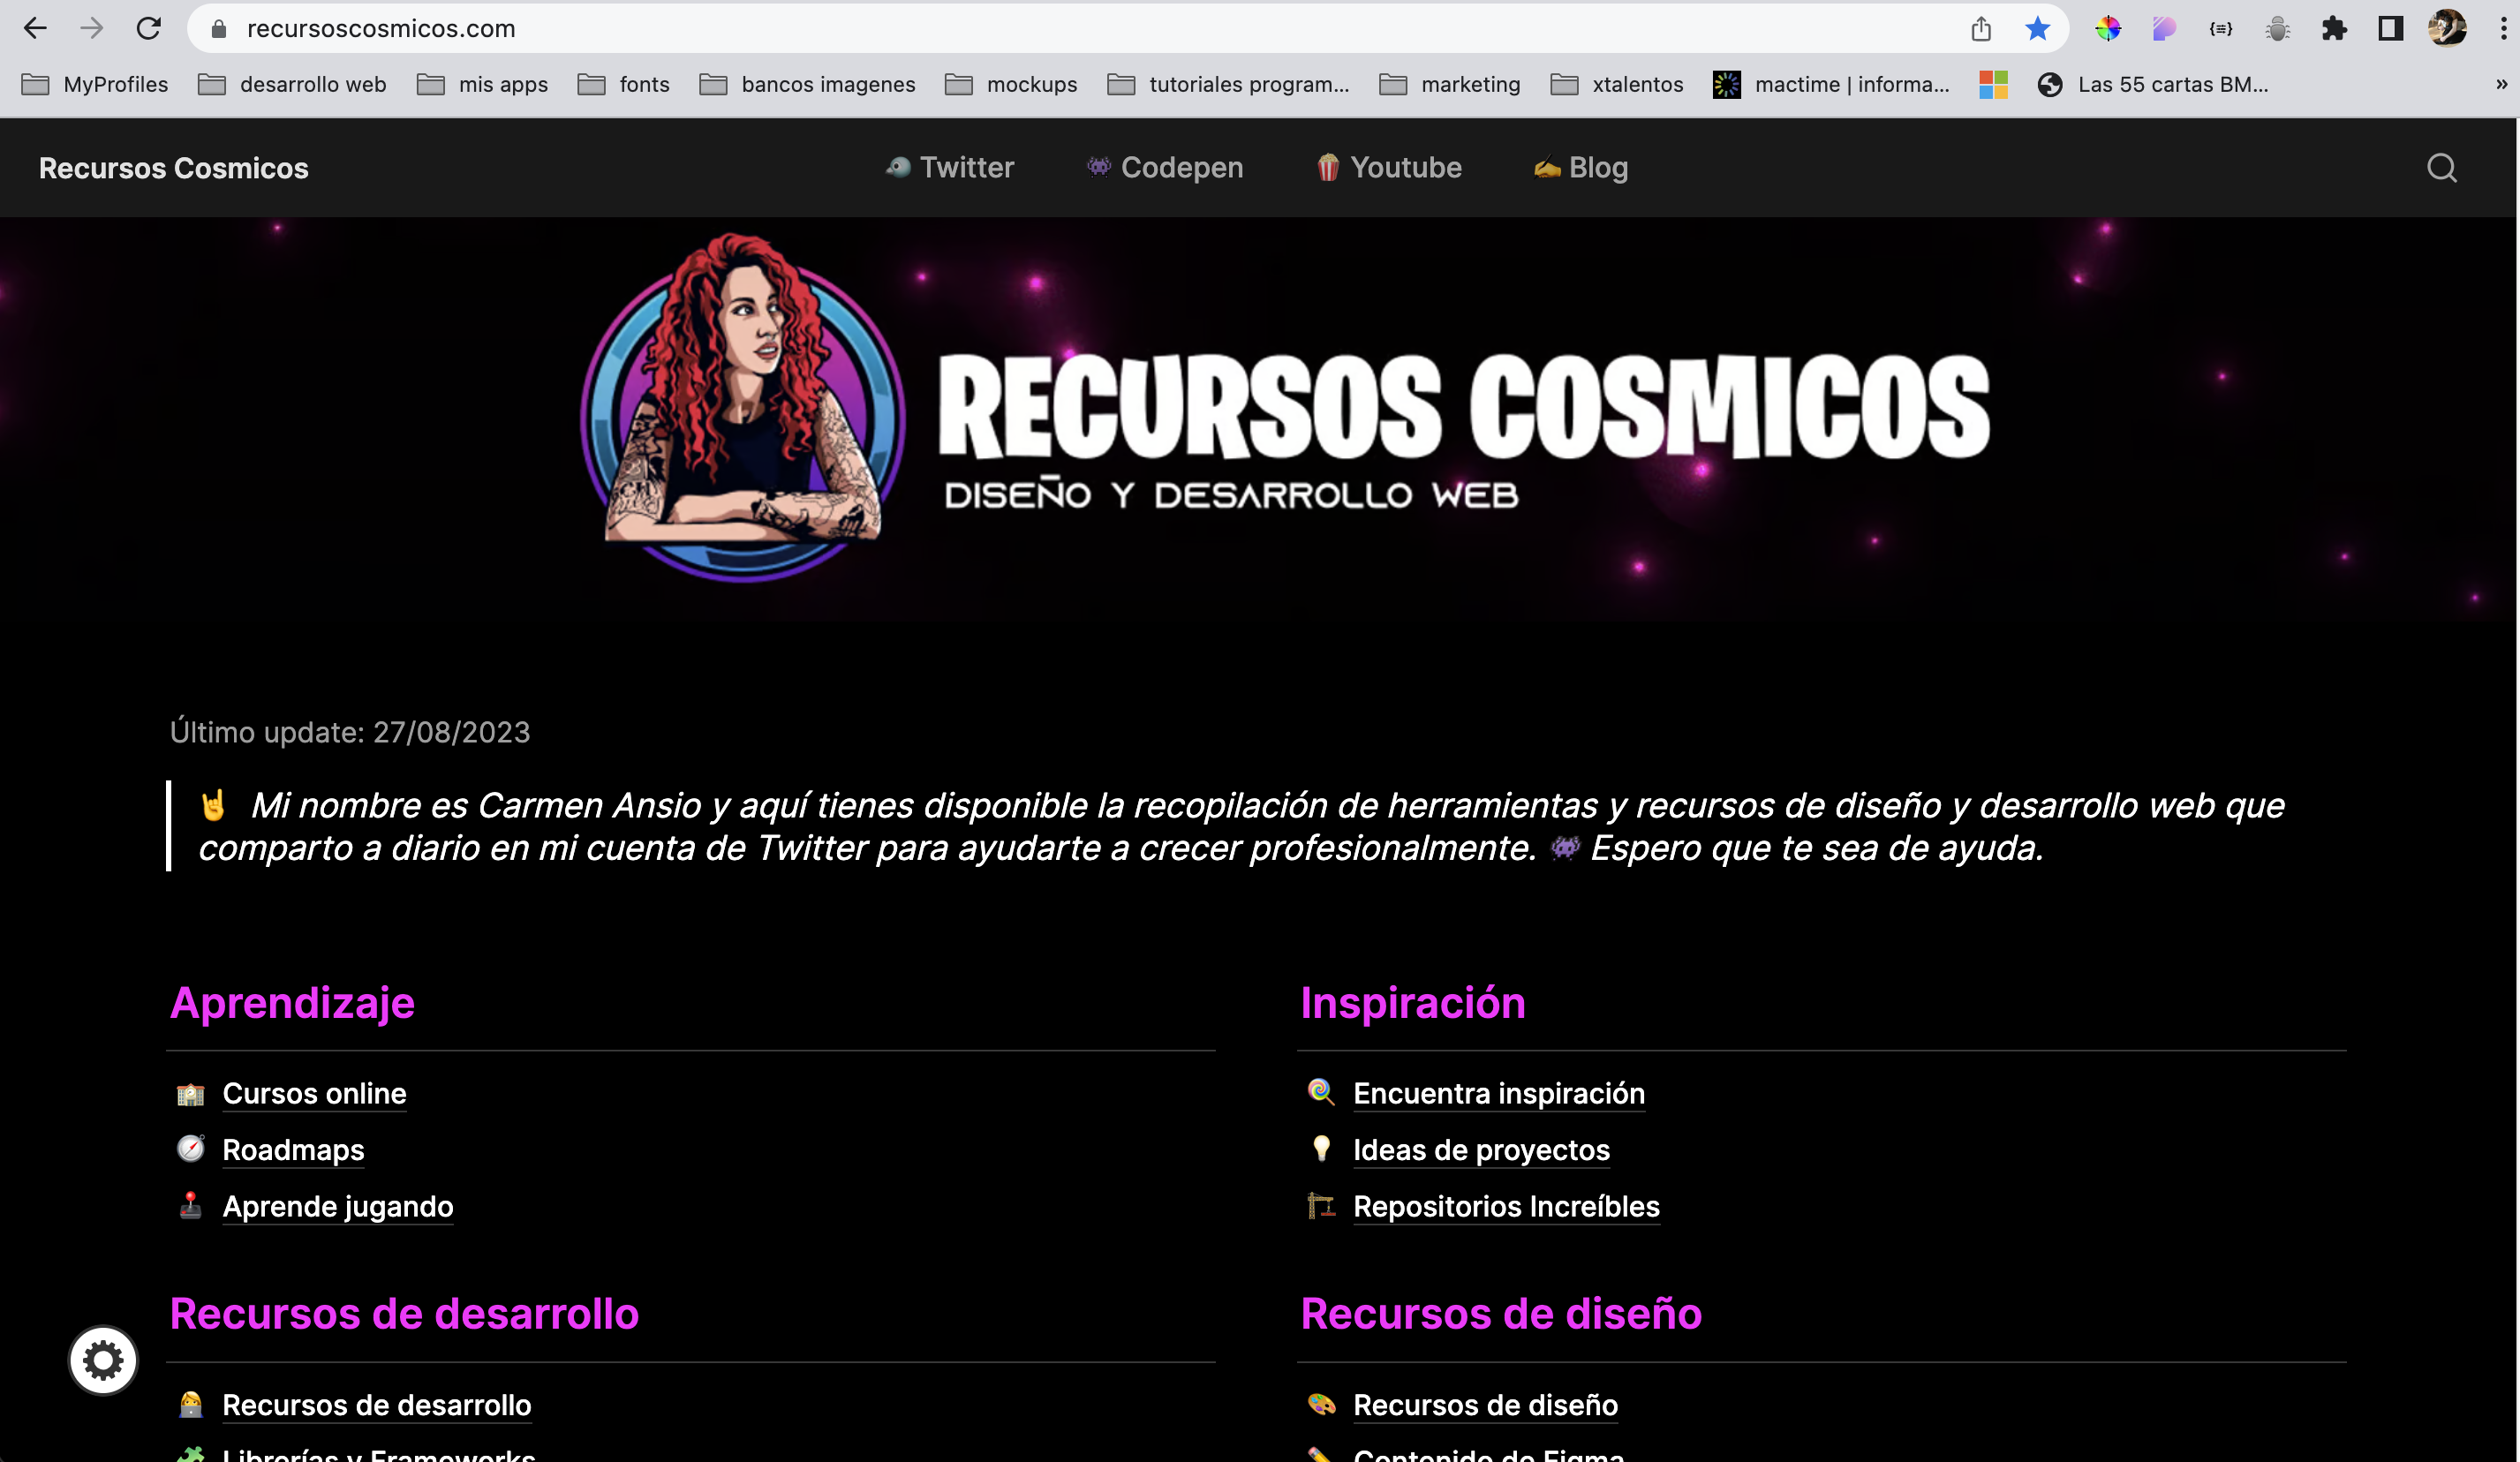 recursoscosmicos.com
MyProfiles desarrollo web mis apps fonts bancos imagenes mockups tutoriales program... marketing xtalentos mactime | informa... Las 55 cartas BM... »
Recursos Cosmicos Twitter Codepen Youtube Blog
RECURSOS COSMICOS
DISEÑO Y DESARROLLO WEB
Último update: 27/08/2023
🤘 Mi nombre es Carmen Ansio y aquí tienes disponible la recopilación de herramientas y recursos de diseño y desarrollo web que
comparto a diario en mi cuenta de Twitter para ayudarte a crecer profesionalmente. 👾 Espero que te sea de ayuda.
Aprendizaje
Cursos online
Roadmaps
Aprende jugando
Inspiración
Encuentra inspiración
Ideas de proyectos
Repositorios Increíbles
Recursos de desarrollo
Recursos de desarrollo
Librerías y Frameworks
Recursos de diseño
Recursos de diseño
Contenido de Figma